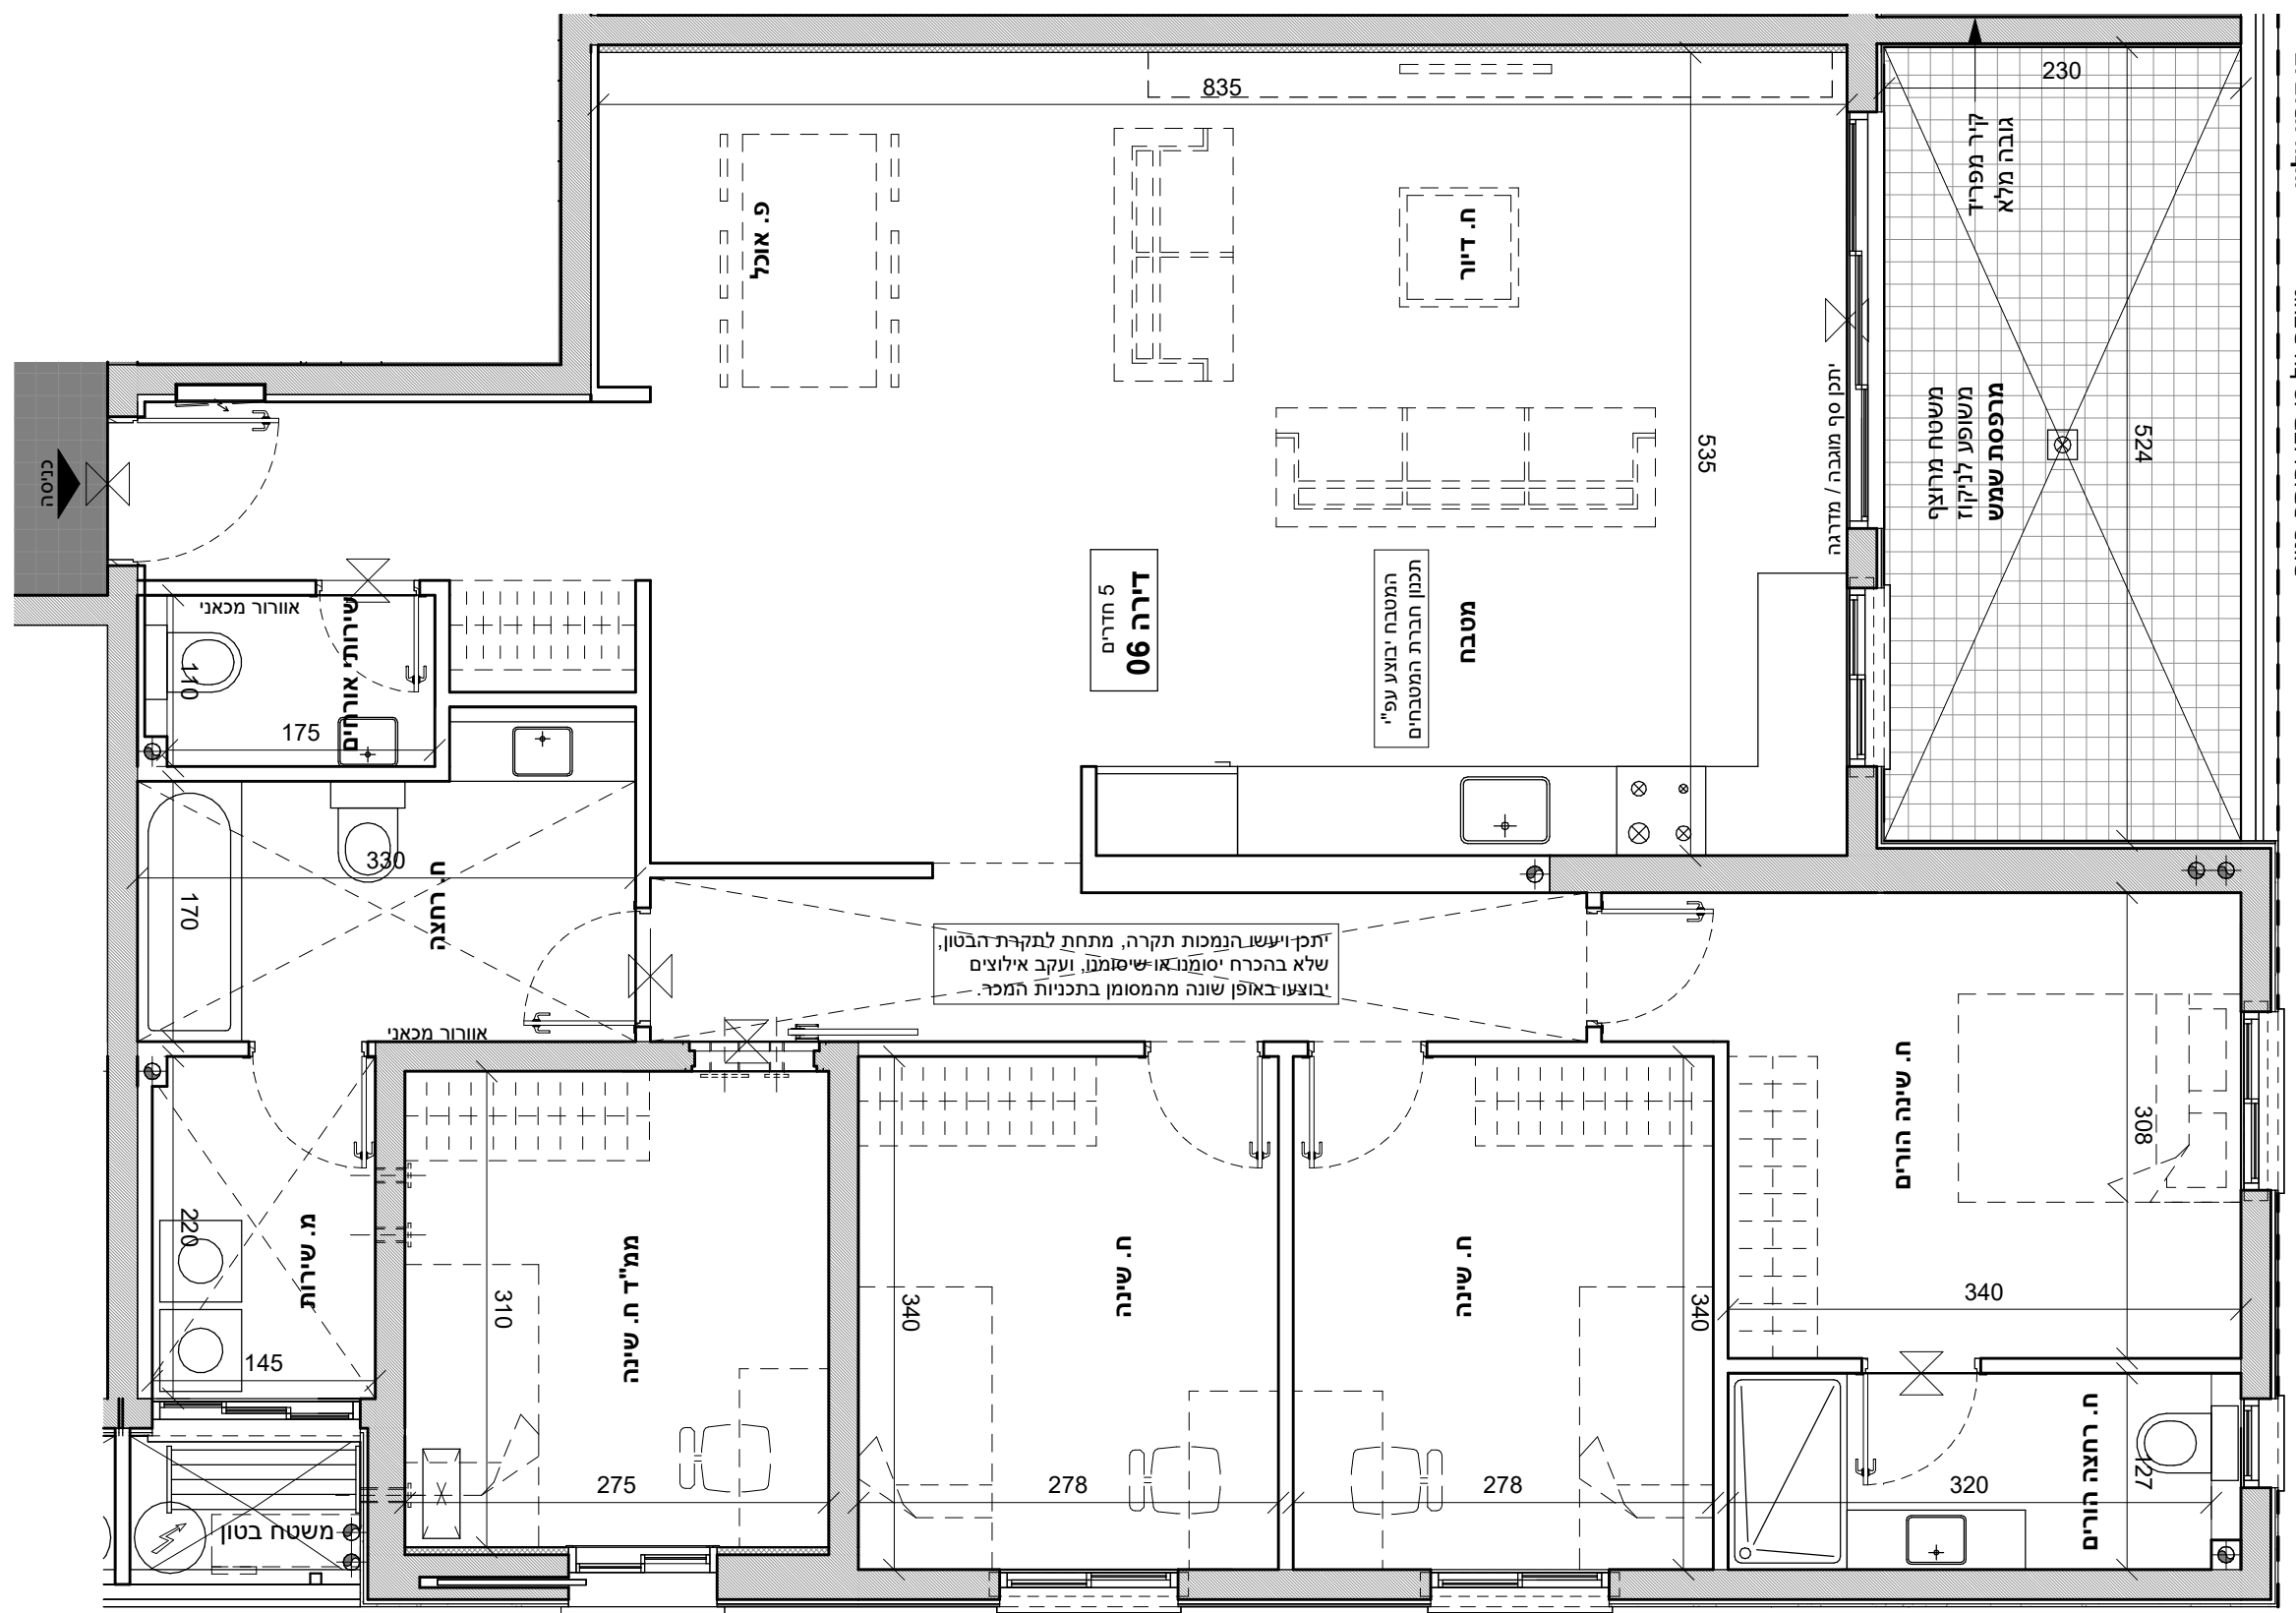 835
230
קיר מפריד
גובה מלא
פ. אוכל
ח. דיור
535
524
יתכן סף מוגבה / מדרגה
מרפסת שמש
משופע לניקוז
משטח מרוצף
כניסה
דירה 06
5 חדרים
המטבח יבוצע עפ"י
תכנון חברת המטבחים
מטבח
אוורור מכאני
שירותי אורחים
110
175
330
170
ח. רחצה
אוורור מכאני
יתכן ויעשו הנמכות תקרה, מתחת לתקרת הבטון,
שלא בהכרח יסומנו או שיסומנו, ועקב אילוצים
יבוצעו באופן שונה מהמסומן בתכניות המכר.
ח. שינה הורים
308
340
220
מ. שירות
145
310
ממ"ד ח. שינה
275
340
ח. שינה
278
ח. שינה
340
278
320
127
ח. רחצה הורים
משטח בטון